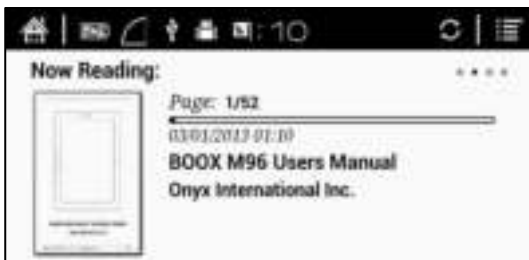 :10
Now Reading:
Page: 1/52
03/01/2013 01:10
BOOX M96 Users Manual
Onyx International Inc.